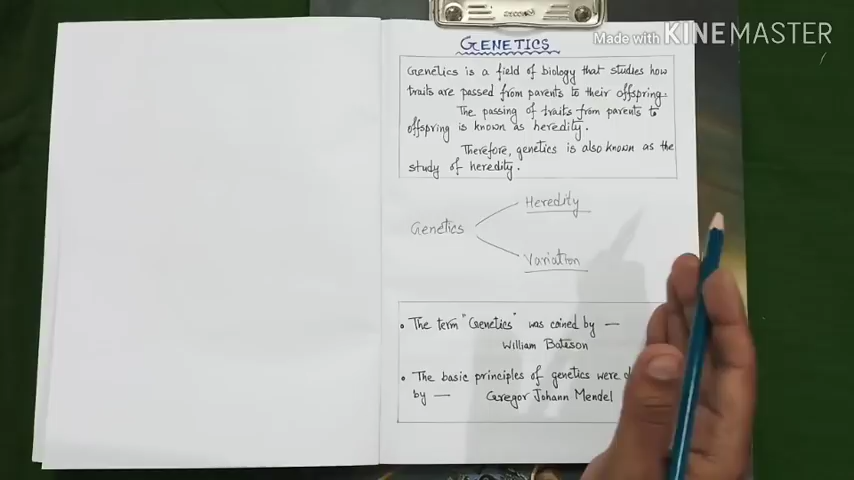 Made with KINEMASTER
GENETICS
Genetics is a field of biology that studies how
traits are passed from parents to their offspring.
The passing of traits from parents to
offspring is known as heredity.
Therefore, genetics is also known as the
study of heredity.
Heredity
Genetics
Variation
• The term "Genetics" was coined by —
William Bateson
• The basic principles of genetics were
by — Gregor Johann Mendel